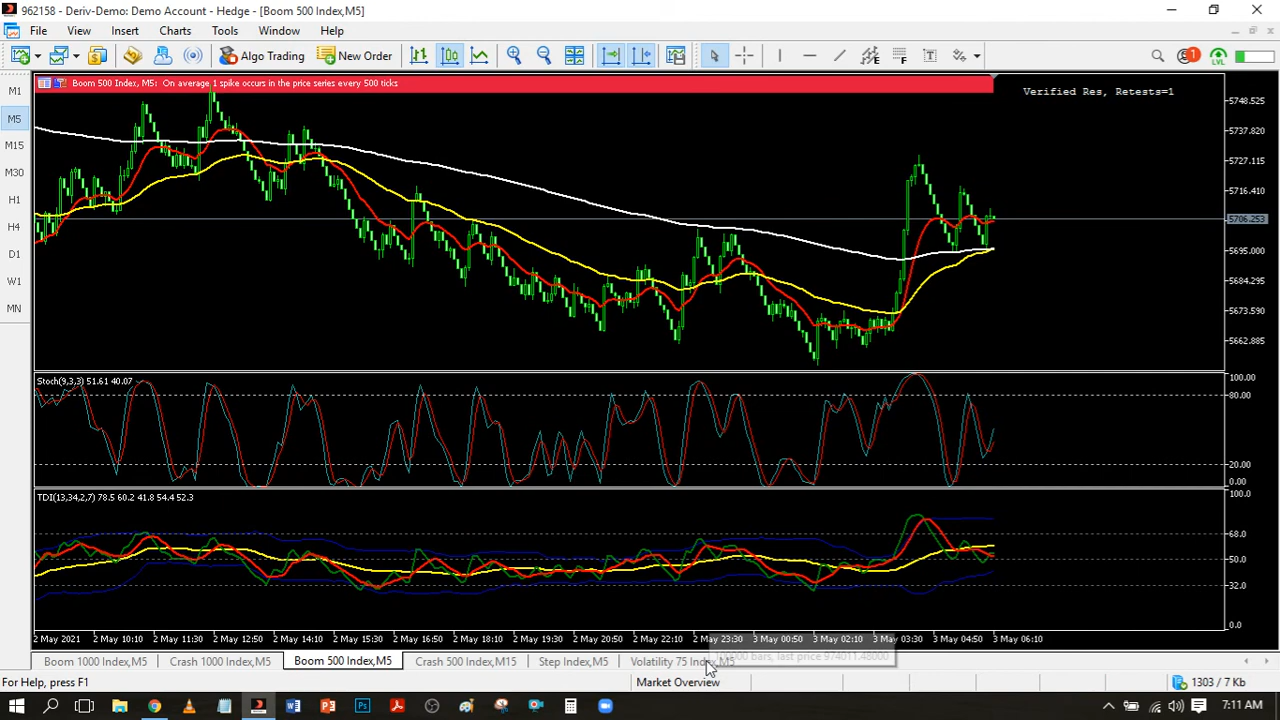 962158 - Deriv-Demo: Demo Account - Hedge - [Boom 500 Index,M5]
File View Insert Charts Tools Window Help
Algo Trading New Order 1 LVL
M1
M5
M15
M30
H1
H4
D1
W1
MN
Boom 500 Index, M5: On average 1 spike occurs in the price series every 500 ticks
Verified Res, Retests=1
5748.525
5737.820
5727.115
5716.410
5706.253
5695.000
5684.295
5673.590
5662.885
Stoch(9,3,3) 51.61 40.07
100.00
80.00
20.00
0.00
TDI(13,34,2,7) 78.5 60.2 41.8 54.4 52.3
100.0
68.0
50.0
32.0
0.0
2 May 2021 2 May 10:10 2 May 11:30 2 May 12:50 2 May 14:10 2 May 15:30 2 May 16:50 2 May 18:10 2 May 19:30 2 May 20:50 2 May 22:10 2 May 23:30 3 May 00:50 3 May 02:10 3 May 03:30 3 May 04:50 3 May 06:10
100000 bars, last price 974011.48000
Boom 1000 Index,M5 Crash 1000 Index,M5 Boom 500 Index,M5 Crash 500 Index,M15 Step Index,M5 Volatility 75 Index,M5
For Help, press F1 Market Overview 1303 / 7 Kb
7:11 AM